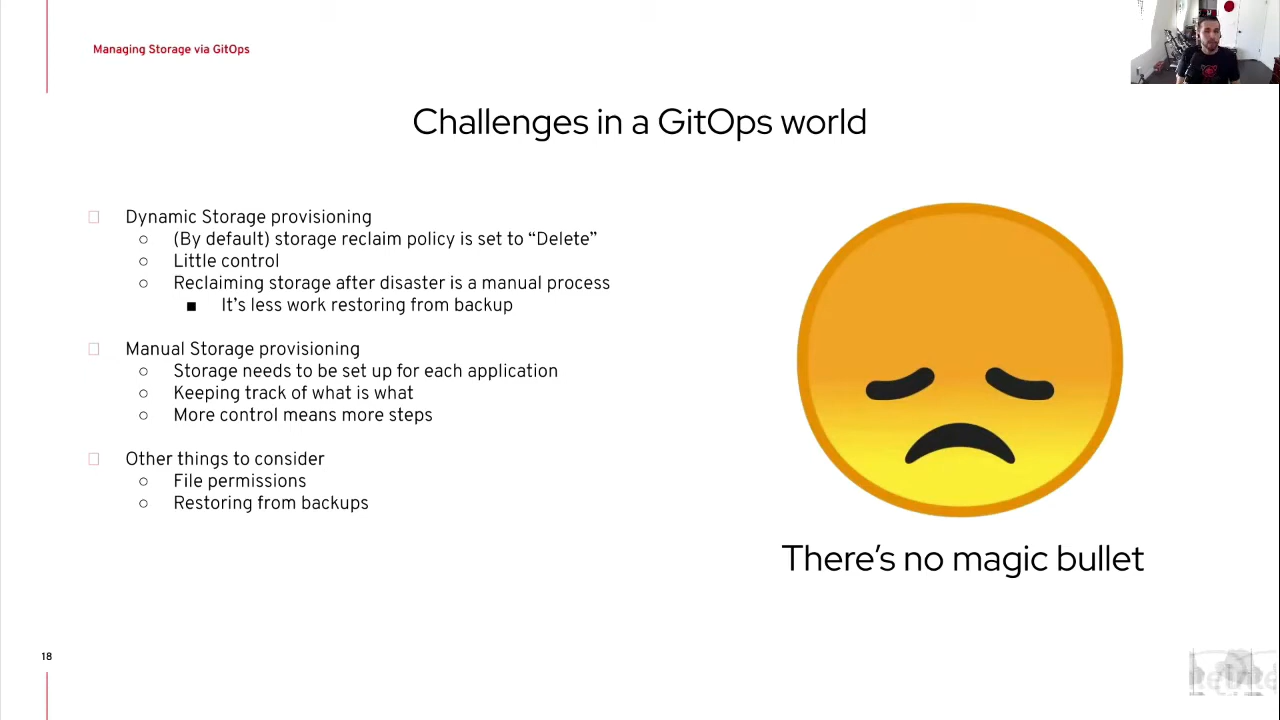 Managing Storage via GitOps
Challenges in a GitOps world
Dynamic Storage provisioning
(By default) storage reclaim policy is set to “Delete”
Little control
Reclaiming storage after disaster is a manual process
It’s less work restoring from backup
Manual Storage provisioning
Storage needs to be set up for each application
Keeping track of what is what
More control means more steps
Other things to consider
File permissions
Restoring from backups
There’s no magic bullet
18